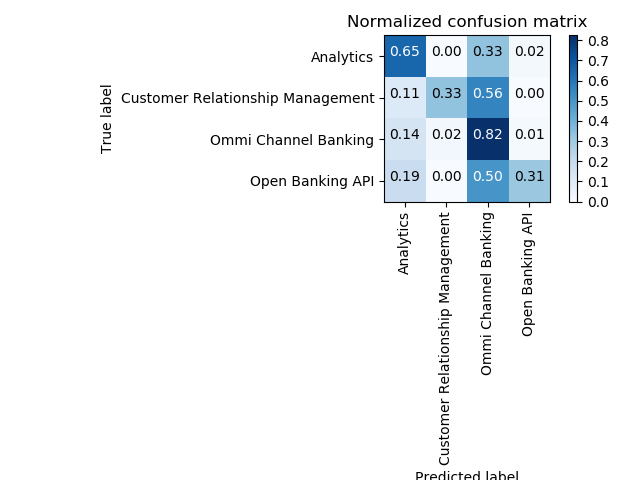 Normalized confusion matrix
True label
Analytics
Customer Relationship Management
Ommi Channel Banking
Open Banking API
0.65 0.00 0.33 0.02
0.11 0.33 0.56 0.00
0.14 0.02 0.82 0.01
0.19 0.00 0.50 0.31
0.8
0.7
0.6
0.5
0.4
0.3
0.2
0.1
0.0
Analytics
Customer Relationship Management
Ommi Channel Banking
Open Banking API
Predicted label